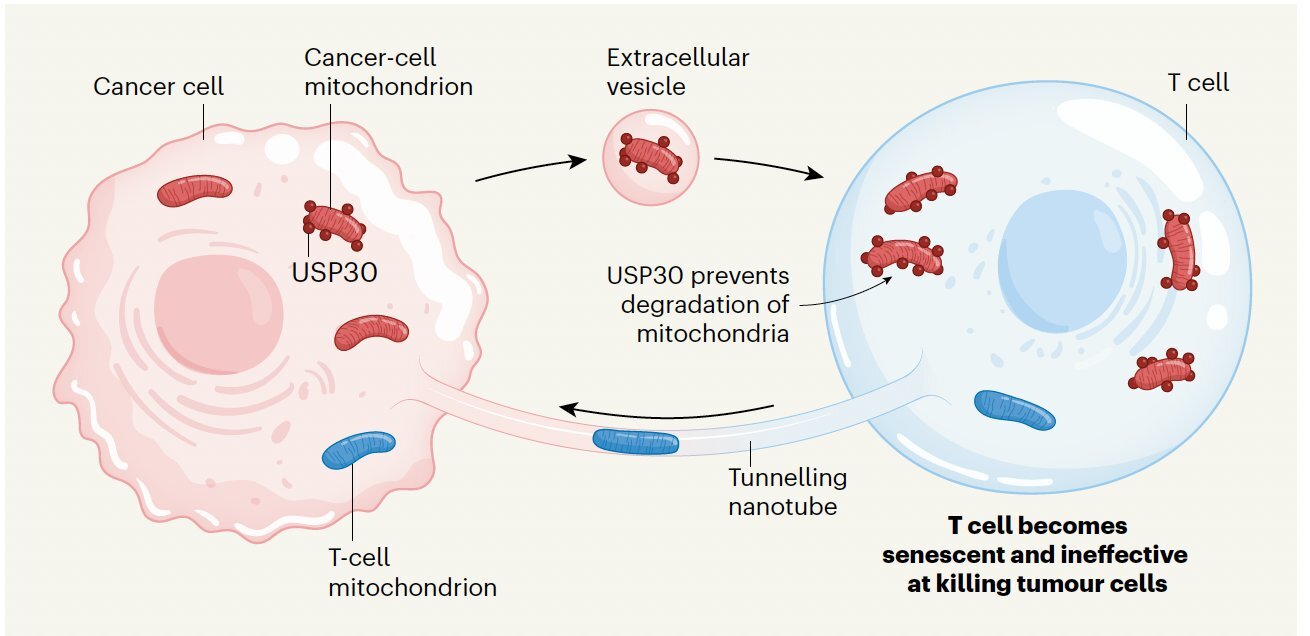 Cancer cell
Cancer-cell
mitochondrion
Extracellular
vesicle
T cell
USP30
USP30 prevents
degradation of
mitochondria
Tunnelling
nanotube
T-cell
mitochondrion
T cell becomes
senescent and ineffective
at killing tumour cells